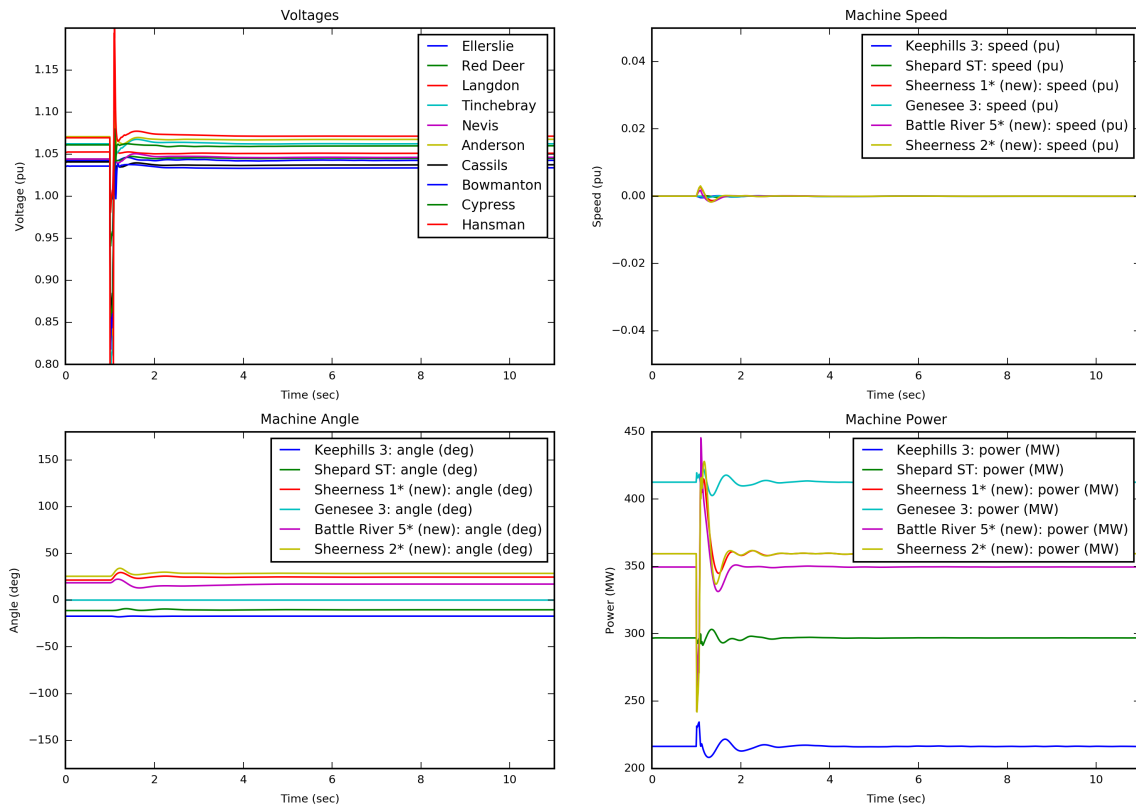 Voltages
1.15
1.10
1.05
1.00
0.95
0.90
0.85
0.80
Voltage (pu)
0
2
4
6
8
10
Time (sec)
Ellerslie
Red Deer
Langdon
Tinchebray
Nevis
Anderson
Cassils
Bowmanton
Cypress
Hansman
Machine Speed
0.04
0.02
0.00
−0.02
−0.04
Speed (pu)
0
2
4
6
8
10
Time (sec)
Keephills 3: speed (pu)
Shepard ST: speed (pu)
Sheerness 1* (new): speed (pu)
Genesee 3: speed (pu)
Battle River 5* (new): speed (pu)
Sheerness 2* (new): speed (pu)
Machine Angle
150
100
50
0
−50
−100
−150
Angle (deg)
0
2
4
6
8
10
Time (sec)
Keephills 3: angle (deg)
Shepard ST: angle (deg)
Sheerness 1* (new): angle (deg)
Genesee 3: angle (deg)
Battle River 5* (new): angle (deg)
Sheerness 2* (new): angle (deg)
Machine Power
450
400
350
300
250
200
Power (MW)
0
2
4
6
8
10
Time (sec)
Keephills 3: power (MW)
Shepard ST: power (MW)
Sheerness 1* (new): power (MW)
Genesee 3: power (MW)
Battle River 5* (new): power (MW)
Sheerness 2* (new): power (MW)